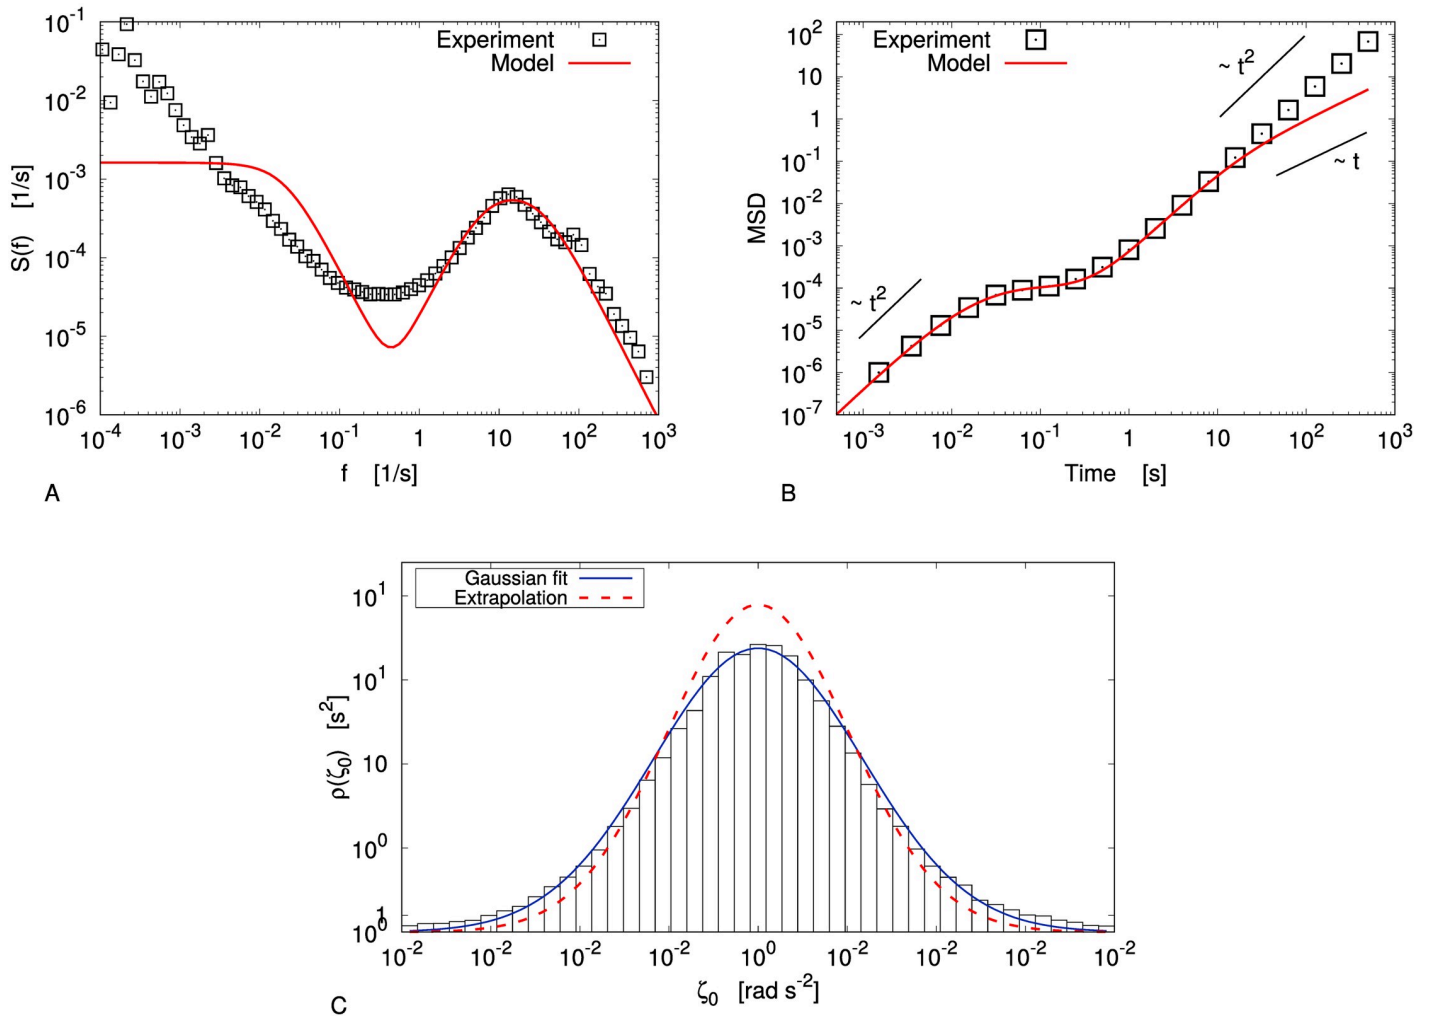 Experiment
Model
S(f) [1/s]
10^-1
10^-2
10^-3
10^-4
10^-5
10^-6
10^-4 10^-3 10^-2 10^-1 1 10 10^2 10^3
f [1/s]
A
Experiment
Model
~ t^2
~ t
~ t^2
MSD
10^2
10
1
10^-1
10^-2
10^-3
10^-4
10^-5
10^-6
10^-7
10^-3 10^-2 10^-1 1 10 10^2 10^3
Time [s]
B
Gaussian fit
Extrapolation
ρ(ζ₀) [s^2]
10^1
10^1
10
10^0
1
10^0
10^-2 10^-2 10^-2 10^-2 10^0 10^-2 10^-2 10^-2 10^-2
ζ₀ [rad s^-2]
C